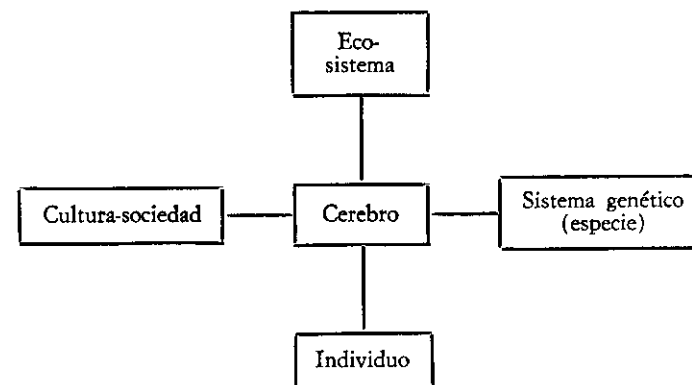 Eco-
sistema
Cultura-sociedad
Cerebro
Sistema genético
(especie)
Individuo